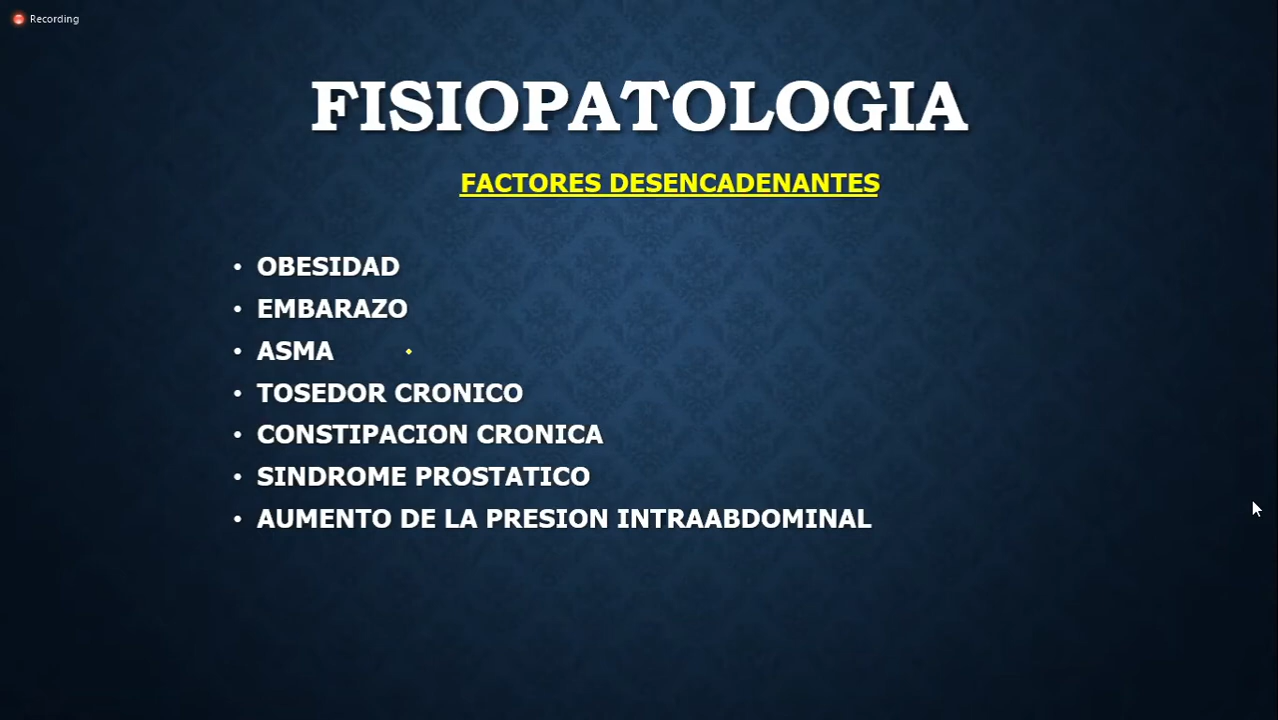 Recording
FISIOPATOLOGIA
FACTORES DESENCADENANTES
• OBESIDAD
• EMBARAZO
• ASMA
• TOSEDOR CRONICO
• CONSTIPACION CRONICA
• SINDROME PROSTATICO
• AUMENTO DE LA PRESION INTRAABDOMINAL